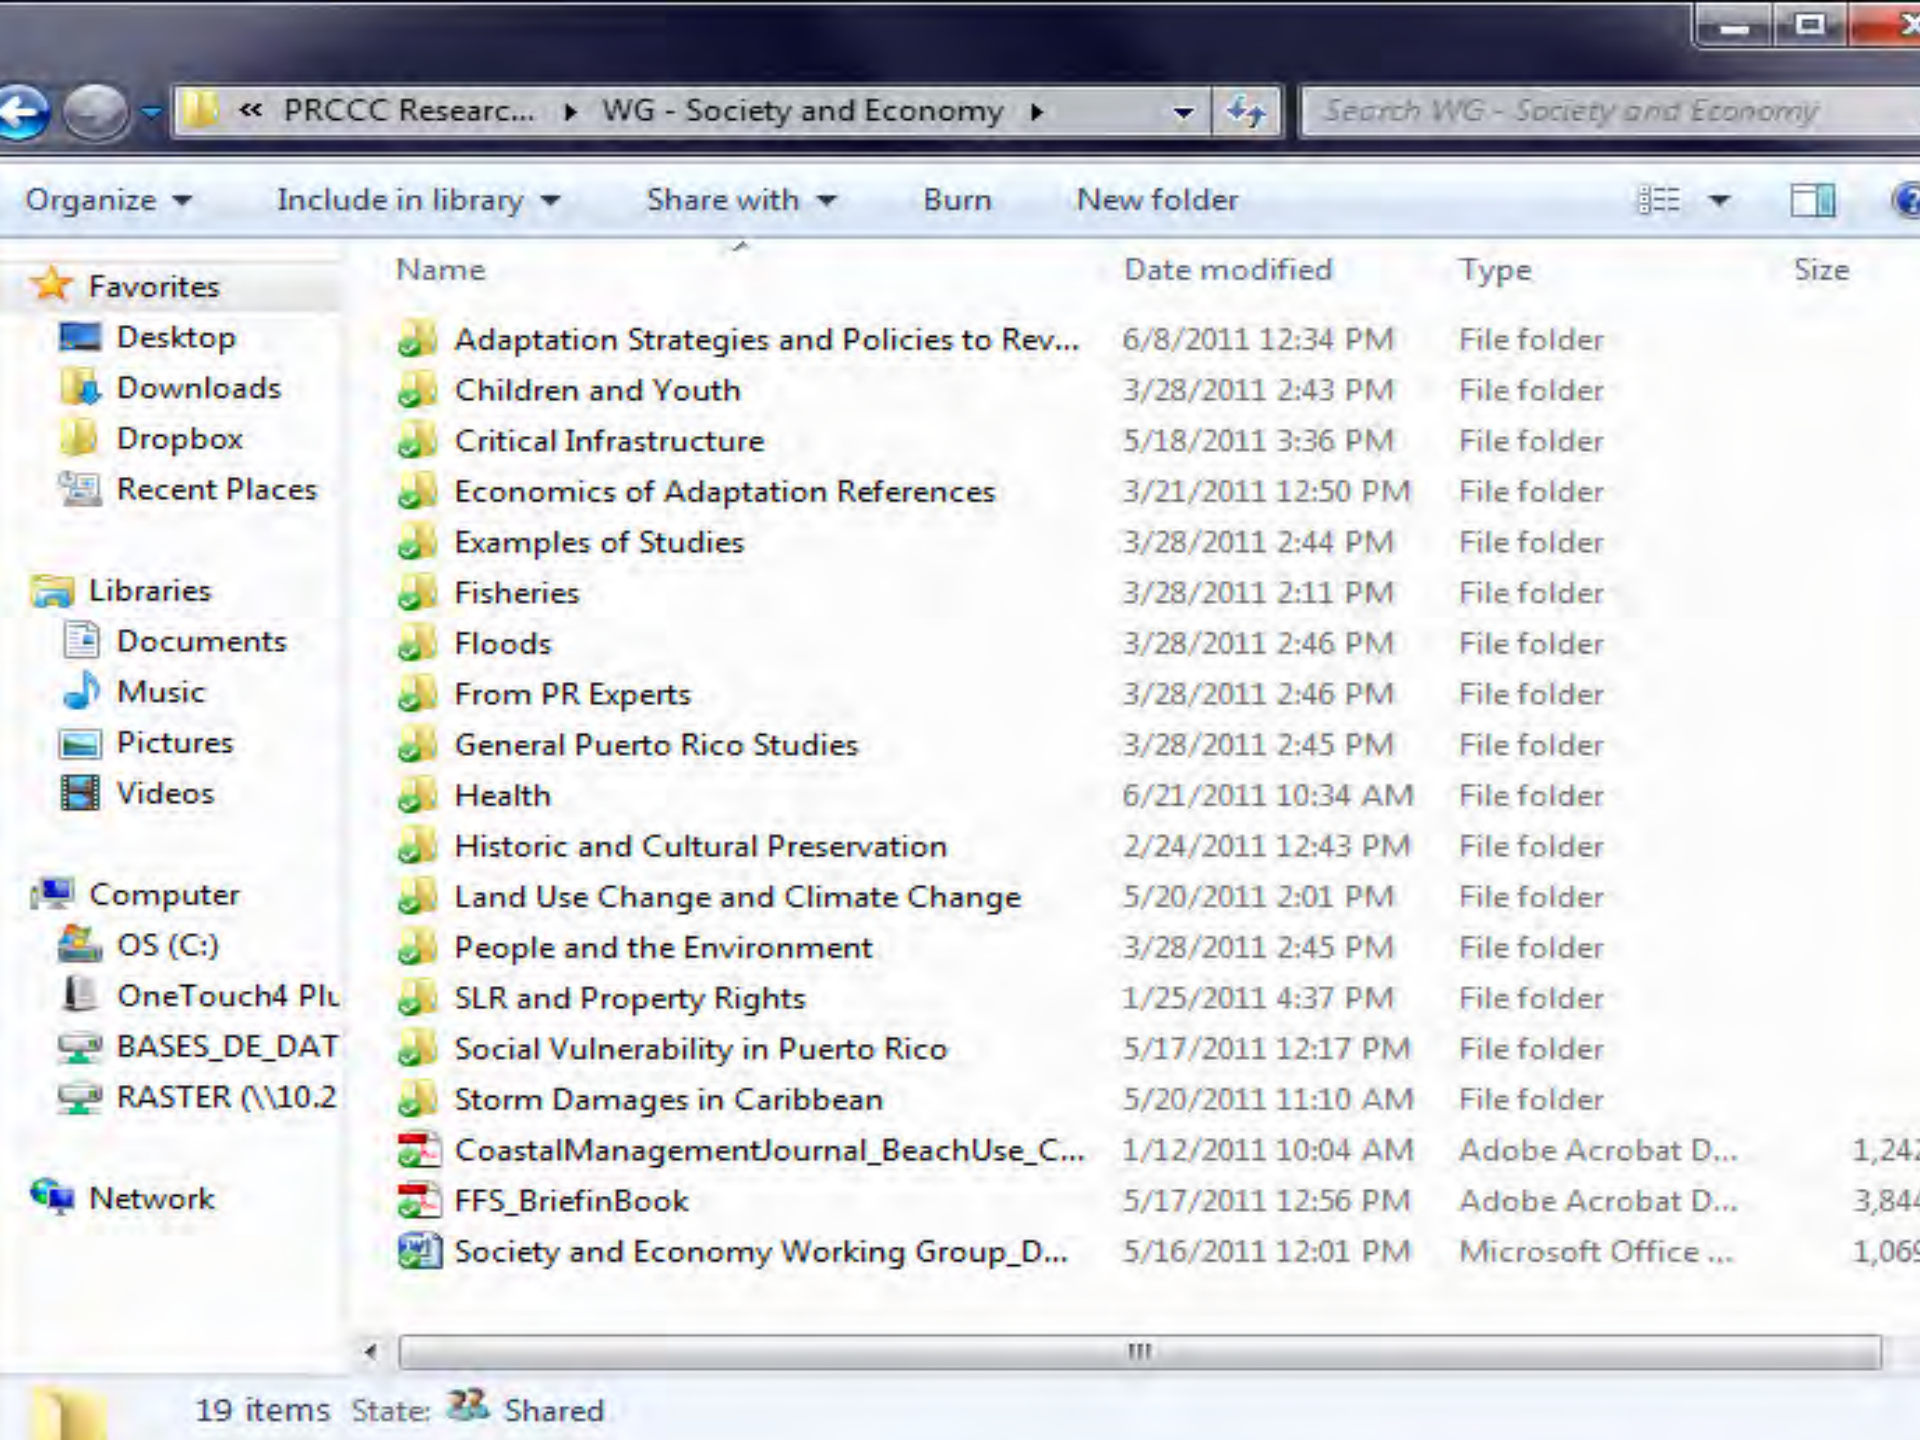 « PRCCC Researc... WG - Society and Economy Search WG - Society and Economy
Organize Include in library Share with Burn New folder
Name Date modified Type Size
Favorites
Desktop
Downloads
Dropbox
Recent Places
Libraries
Documents
Music
Pictures
Videos
Computer
OS (C:)
OneTouch4 Plu
BASES_DE_DAT
RASTER (\\10.2
Network
Adaptation Strategies and Policies to Rev... 6/8/2011 12:34 PM File folder
Children and Youth 3/28/2011 2:43 PM File folder
Critical Infrastructure 5/18/2011 3:36 PM File folder
Economics of Adaptation References 3/21/2011 12:50 PM File folder
Examples of Studies 3/28/2011 2:44 PM File folder
Fisheries 3/28/2011 2:11 PM File folder
Floods 3/28/2011 2:46 PM File folder
From PR Experts 3/28/2011 2:46 PM File folder
General Puerto Rico Studies 3/28/2011 2:45 PM File folder
Health 6/21/2011 10:34 AM File folder
Historic and Cultural Preservation 2/24/2011 12:43 PM File folder
Land Use Change and Climate Change 5/20/2011 2:01 PM File folder
People and the Environment 3/28/2011 2:45 PM File folder
SLR and Property Rights 1/25/2011 4:37 PM File folder
Social Vulnerability in Puerto Rico 5/17/2011 12:17 PM File folder
Storm Damages in Caribbean 5/20/2011 11:10 AM File folder
CoastalManagementJournal_BeachUse_C... 1/12/2011 10:04 AM Adobe Acrobat D... 1,242
FFS_BriefinBook 5/17/2011 12:56 PM Adobe Acrobat D... 3,844
Society and Economy Working Group_D... 5/16/2011 12:01 PM Microsoft Office ... 1,069
19 items State: Shared